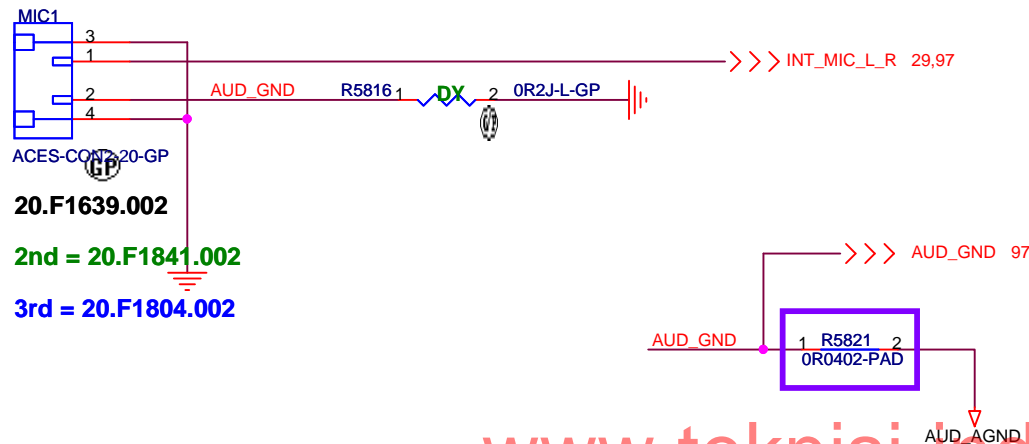 MIC1
3
1
INT_MIC_L_R 29,97
2
AUD_GND
R5816
1
DY
2
0R2J-L-GP
4
ACES-CON2-20-GP
GP
GP
20.F1639.002
2nd = 20.F1841.002
AUD_GND 97
3rd = 20.F1804.002
AUD_GND
1
R5821
2
0R0402-PAD
AUD_AGND